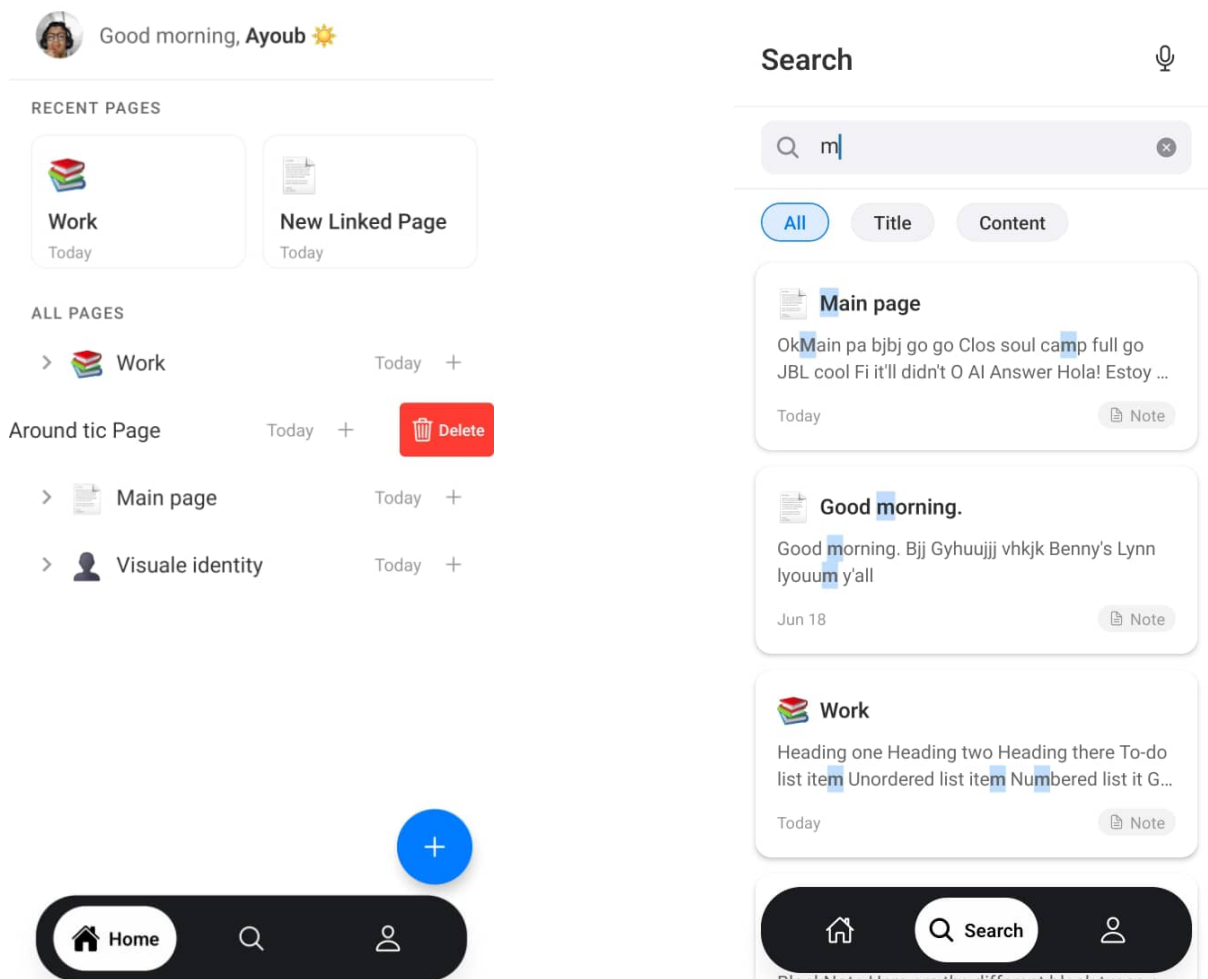 Good morning, Ayoub ☀️
RECENT PAGES
Work
Today
New Linked Page
Today
ALL PAGES
Work Today +
Around tic Page Today + Delete
Main page Today +
Visuale identity Today +
+
Home
Search
m
All Title Content
Main page
OkMain pa bjbj go go Clos soul camp full go
JBL cool Fi it'll didn't O AI Answer Hola! Estoy ...
Today Note
Good morning.
Good morning. Bjj Gyhuujjj vhkjk Benny's Lynn
lyouum y'all
Jun 18 Note
Work
Heading one Heading two Heading there To-do
list item Unordered list item Numbered list it G...
Today Note
Search